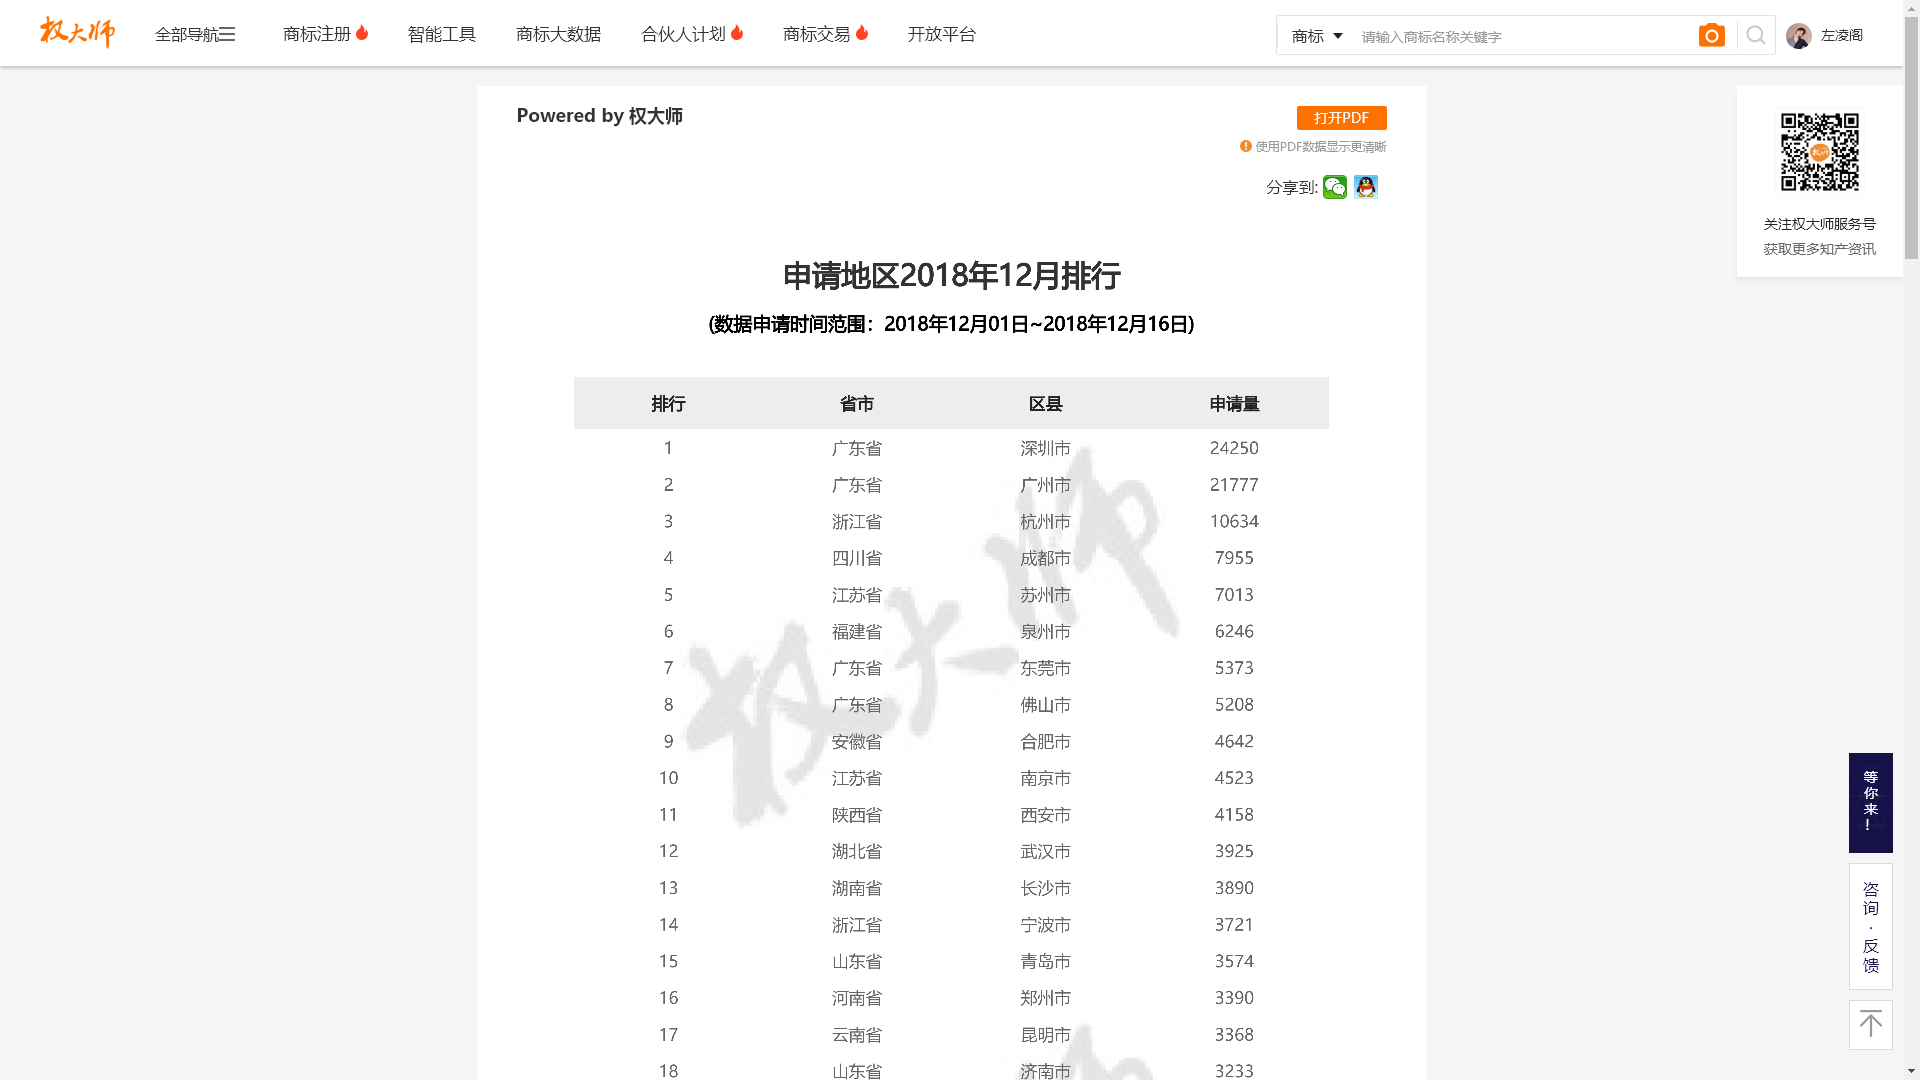 权大师 全部导航 商标注册 智能工具 商标大数据 合伙人计划 商标交易 开放平台 商标 请输入商标名称关键字 左凌阁
Powered by 权大师
打开PDF
使用PDF数据显示更清晰
分享到:
关注权大师服务号
获取更多知产资讯
申请地区2018年12月排行
(数据申请时间范围：2018年12月01日~2018年12月16日)
排行 省市 区县 申请量
1 广东省 深圳市 24250
2 广东省 广州市 21777
3 浙江省 杭州市 10634
4 四川省 成都市 7955
5 江苏省 苏州市 7013
6 福建省 泉州市 6246
7 广东省 东莞市 5373
8 广东省 佛山市 5208
9 安徽省 合肥市 4642
10 江苏省 南京市 4523
11 陕西省 西安市 4158
12 湖北省 武汉市 3925
13 湖南省 长沙市 3890
14 浙江省 宁波市 3721
15 山东省 青岛市 3574
16 河南省 郑州市 3390
17 云南省 昆明市 3368
18 山东省 济南市 3233
权大师
等你来!
咨询·反馈